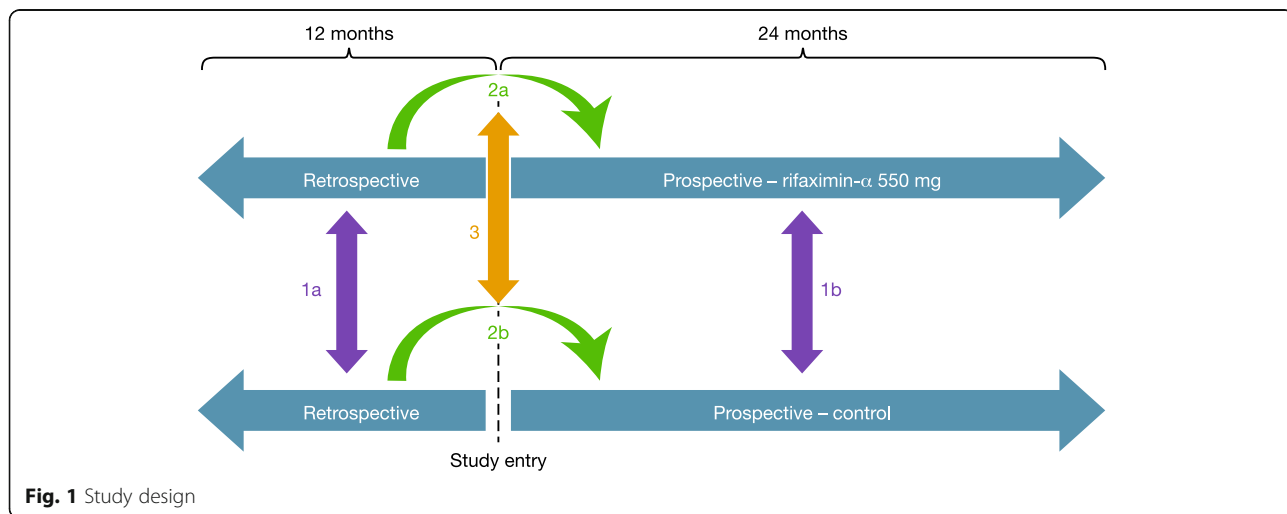 12 months
24 months
2a
Retrospective
Prospective – rifaximin-α 550 mg
3
1a
1b
2b
Retrospective
Prospective – control
Study entry
Fig. 1 Study design